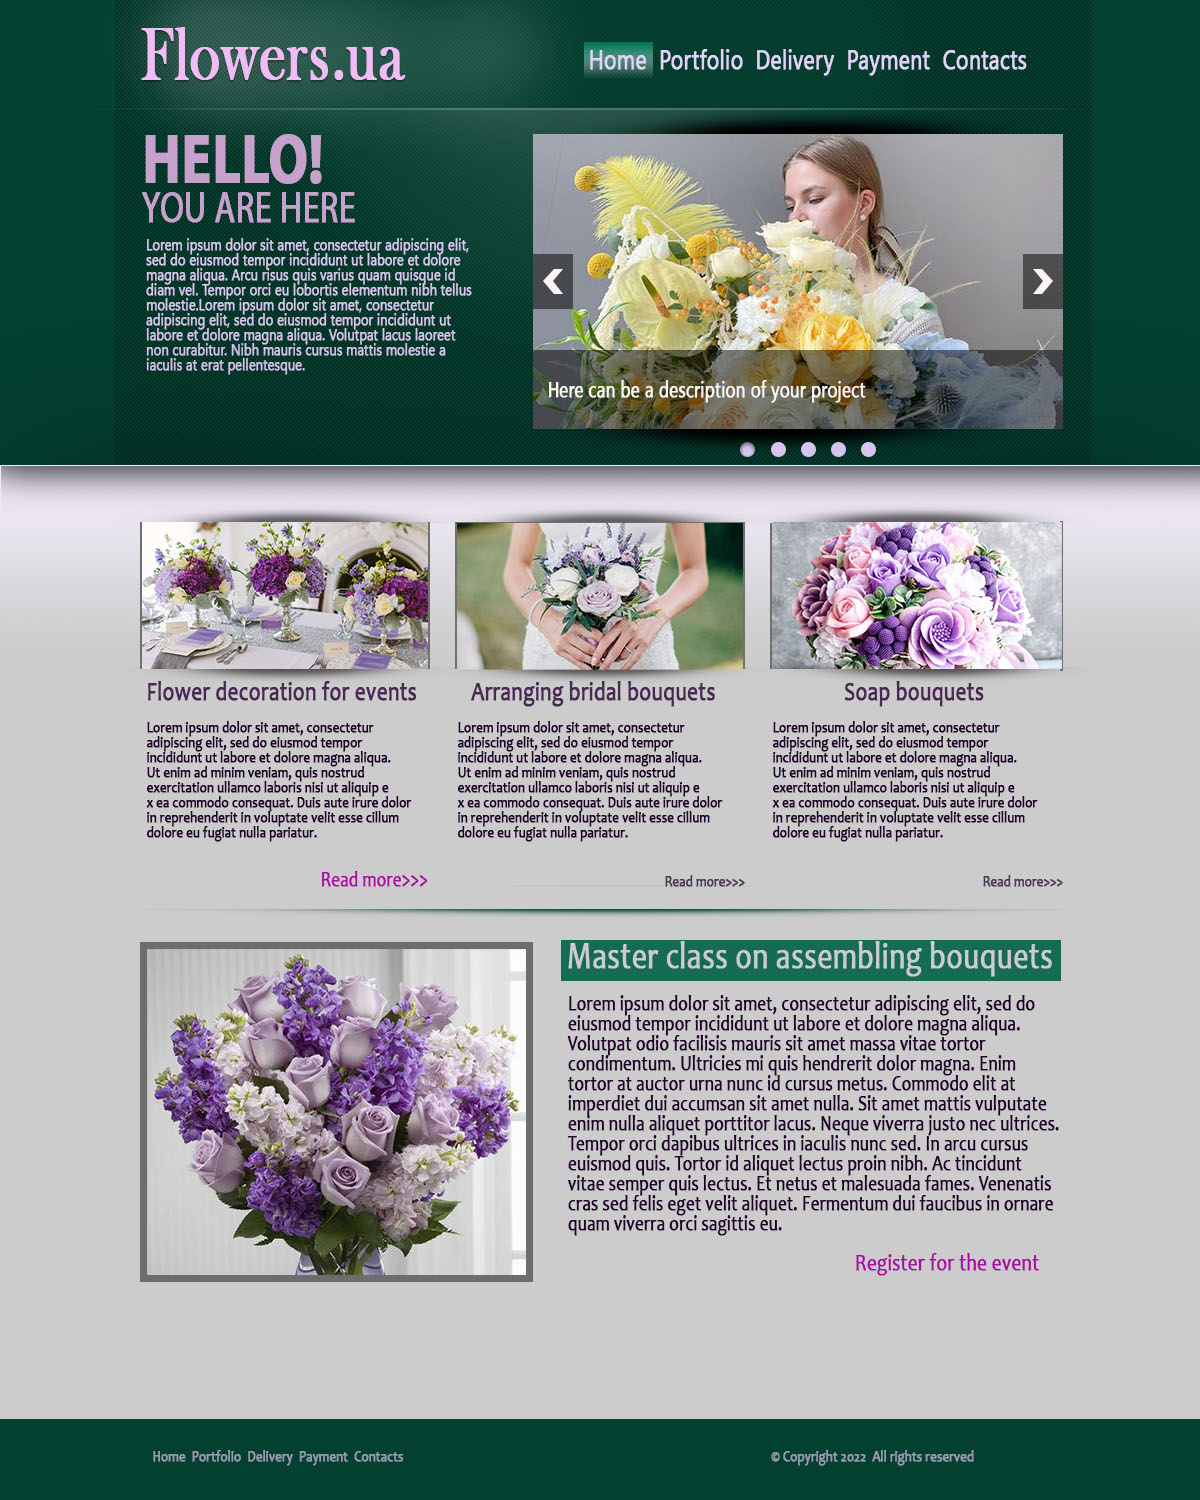 Flowers.ua
Home Portfolio Delivery Payment Contacts
HELLO!
YOU ARE HERE
Lorem ipsum dolor sit amet, consectetur adipiscing elit,
sed do eiusmod tempor incididunt ut labore et dolore
magna aliqua. Arcu risus quis varius quam quisque id
diam vel. Tempor orci eu lobortis elementum nibh tellus
molestie.Lorem ipsum dolor sit amet, consectetur
adipiscing elit, sed do eiusmod tempor incididunt ut
labore et dolore magna aliqua. Volutpat lacus laoreet
non curabitur. Nibh mauris cursus mattis molestie a
iaculis at erat pellentesque.
Here can be a description of your project
Flower decoration for events
Lorem ipsum dolor sit amet, consectetur
adipiscing elit, sed do eiusmod tempor
incididunt ut labore et dolore magna aliqua.
Ut enim ad minim veniam, quis nostrud
exercitation ullamco laboris nisi ut aliquip e
x ea commodo consequat. Duis aute irure dolor
in reprehenderit in voluptate velit esse cillum
dolore eu fugiat nulla pariatur.
Read more>>>
Arranging bridal bouquets
Lorem ipsum dolor sit amet, consectetur
adipiscing elit, sed do eiusmod tempor
incididunt ut labore et dolore magna aliqua.
Ut enim ad minim veniam, quis nostrud
exercitation ullamco laboris nisi ut aliquip e
x ea commodo consequat. Duis aute irure dolor
in reprehenderit in voluptate velit esse cillum
dolore eu fugiat nulla pariatur.
Read more>>>
Soap bouquets
Lorem ipsum dolor sit amet, consectetur
adipiscing elit, sed do eiusmod tempor
incididunt ut labore et dolore magna aliqua.
Ut enim ad minim veniam, quis nostrud
exercitation ullamco laboris nisi ut aliquip e
x ea commodo consequat. Duis aute irure dolor
in reprehenderit in voluptate velit esse cillum
dolore eu fugiat nulla pariatur.
Read more>>>
Master class on assembling bouquets
Lorem ipsum dolor sit amet, consectetur adipiscing elit, sed do
eiusmod tempor incididunt ut labore et dolore magna aliqua.
Volutpat odio facilisis mauris sit amet massa vitae tortor
condimentum. Ultricies mi quis hendrerit dolor magna. Enim
tortor at auctor urna nunc id cursus metus. Commodo elit at
imperdiet dui accumsan sit amet nulla. Sit amet mattis vulputate
enim nulla aliquet porttitor lacus. Neque viverra justo nec ultrices.
Tempor orci dapibus ultrices in iaculis nunc sed. In arcu cursus
euismod quis. Tortor id aliquet lectus proin nibh. Ac tincidunt
vitae semper quis lectus. Et netus et malesuada fames. Venenatis
cras sed felis eget velit aliquet. Fermentum dui faucibus in ornare
quam viverra orci sagittis eu.
Register for the event
Home Portfolio Delivery Payment Contacts
© Copyright 2022 All rights reserved